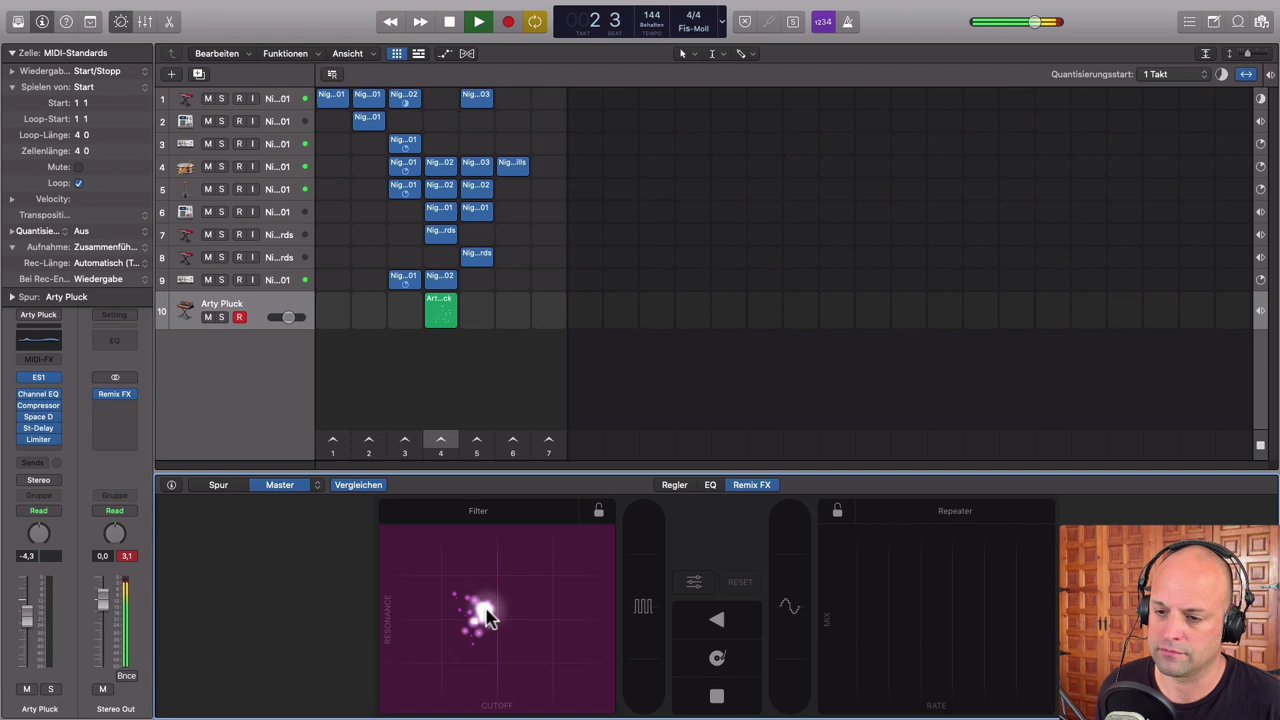 2 3
TAKT BEAT
144
Behalten
TEMPO
4/4
Fis-Moll
1234
Zelle: MIDI-Standards
Bearbeiten Funktionen Ansicht
Wiedergab... Start/Stopp
Spielen von: Start
Start: 1 1
Loop-Start: 1 1
Loop-Länge: 4 0
Zellenlänge: 4 0
Mute:
Loop:
Velocity:
Transpositi...
Quantisie... Aus
Aufnahme: Zusammenfüh...
Rec-Länge: Automatisch (T...
Bei Rec-En... Wiedergabe
Spur: Arty Pluck
Quantisierungsstart: 1 Takt
1 M S R I Ni...01 Nig...01 Nig...01 Nig...02 Nig...03
2 M S R I Ni...01 Nig...01
3 M S R I Ni...01 Nig...01
4 M S R I Ni...01 Nig...01 Nig...02 Nig...03 Nig...ills
5 M S R I Ni...01 Nig...01 Nig...02 Nig...02
6 M S R I Ni...01 Nig...01 Nig...01
7 M S R I Ni...rds Nig...rds
8 M S R I Ni...rds Nig...rds
9 M S R I Ni...01 Nig...01 Nig...02
10 Arty Pluck Art...ck
M S R
1 2 3 4 5 6 7
Arty Pluck Setting
EQ
MIDI-FX
ES1
Channel EQ Remix FX
Compressor
Space D
St-Delay
Limiter
Sends
Stereo
Gruppe Gruppe
Read Read
-4,3 0,0 3,1
Bnce
M S M
Arty Pluck Stereo Out
Spur Master Vergleichen Regler EQ Remix FX
Filter
RESONANCE
CUTOFF
RESET
Repeater
MIX
RATE